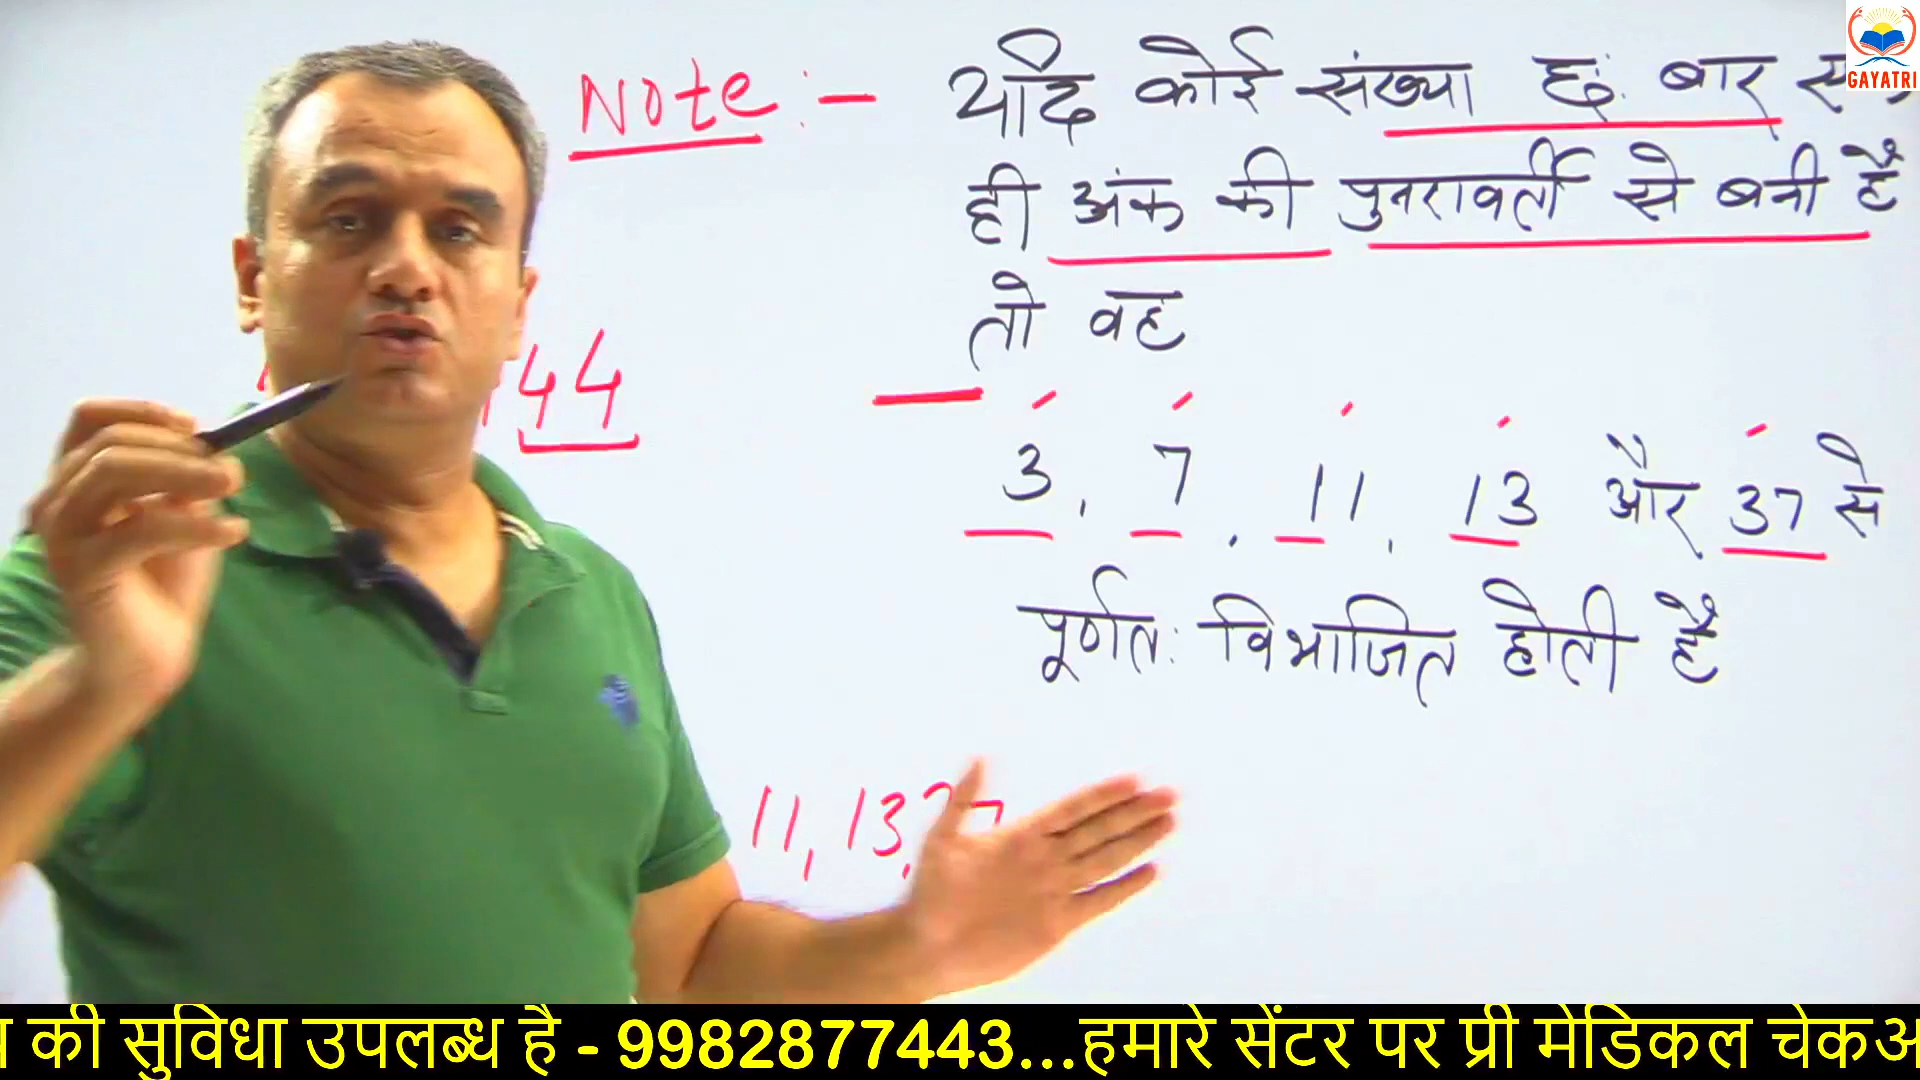 Note :- यदि कोई संख्या छः बार
ही अंक की पुनरावर्ती से बनी है
तो वह
44
3, 7, 11, 13 और 37 से
पूर्णतः विभाजित होती है
11, 13,
GAYATRI
की सुविधा उपलब्ध है - 9982877443...हमारे सेंटर पर प्री मेडिकल चेकअ